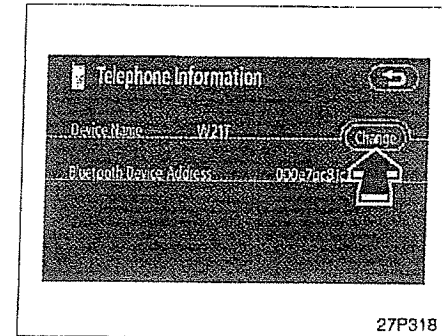 Telephone Information
Device Name W21T
Change
Bluetooth Device Address
27P318